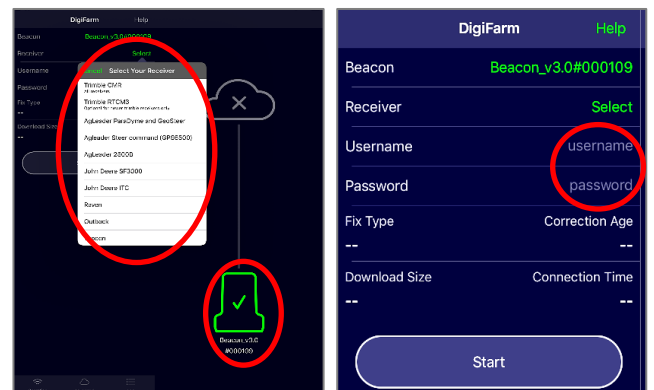 DigiFarm Help
Beacon Beacon_v3.0#000109
Receiver Select
Username
Password
Fix Type
--
Download Size
--
Cancel Select Your Receiver
Trimble CMR
All receivers
Trimble RTCM3
Agleader ParaDyme and GeoSteer
Agleader Steer command (GPS6500)
AgLeader 2800B
John Deere SF3000
John Deere ITC
Raven
Outback
Beacon_v3.0
#000109
DigiFarm Help
Beacon Beacon_v3.0#000109
Receiver Select
Username username
Password password
Fix Type Correction Age
-- --
Download Size Connection Time
-- --
Start